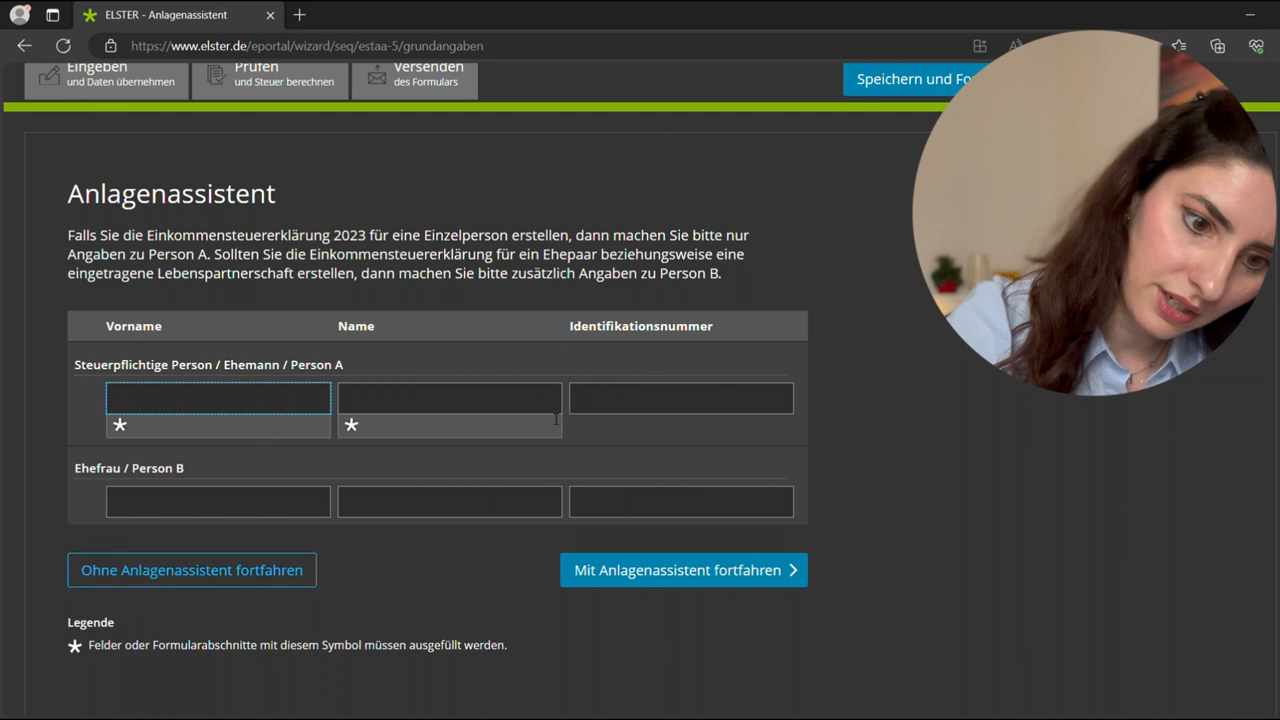 ELSTER - Anlagenassistent
https://www.elster.de/eportal/wizard/seq/estaa-5/grundangaben
Eingeben
und Daten übernehmen
Prüfen
und Steuer berechnen
Versenden
des Formulars
Speichern und
Anlagenassistent
Falls Sie die Einkommensteuererklärung 2023 für eine Einzelperson erstellen, dann machen Sie bitte nur
Angaben zu Person A. Sollten Sie die Einkommensteuererklärung für ein Ehepaar beziehungsweise eine
eingetragene Lebenspartnerschaft erstellen, dann machen Sie bitte zusätzlich Angaben zu Person B.
Vorname Name Identifikationsnummer
Steuerpflichtige Person / Ehemann / Person A
Ehefrau / Person B
Ohne Anlagenassistent fortfahren
Mit Anlagenassistent fortfahren
Legende
Felder oder Formularabschnitte mit diesem Symbol müssen ausgefüllt werden.